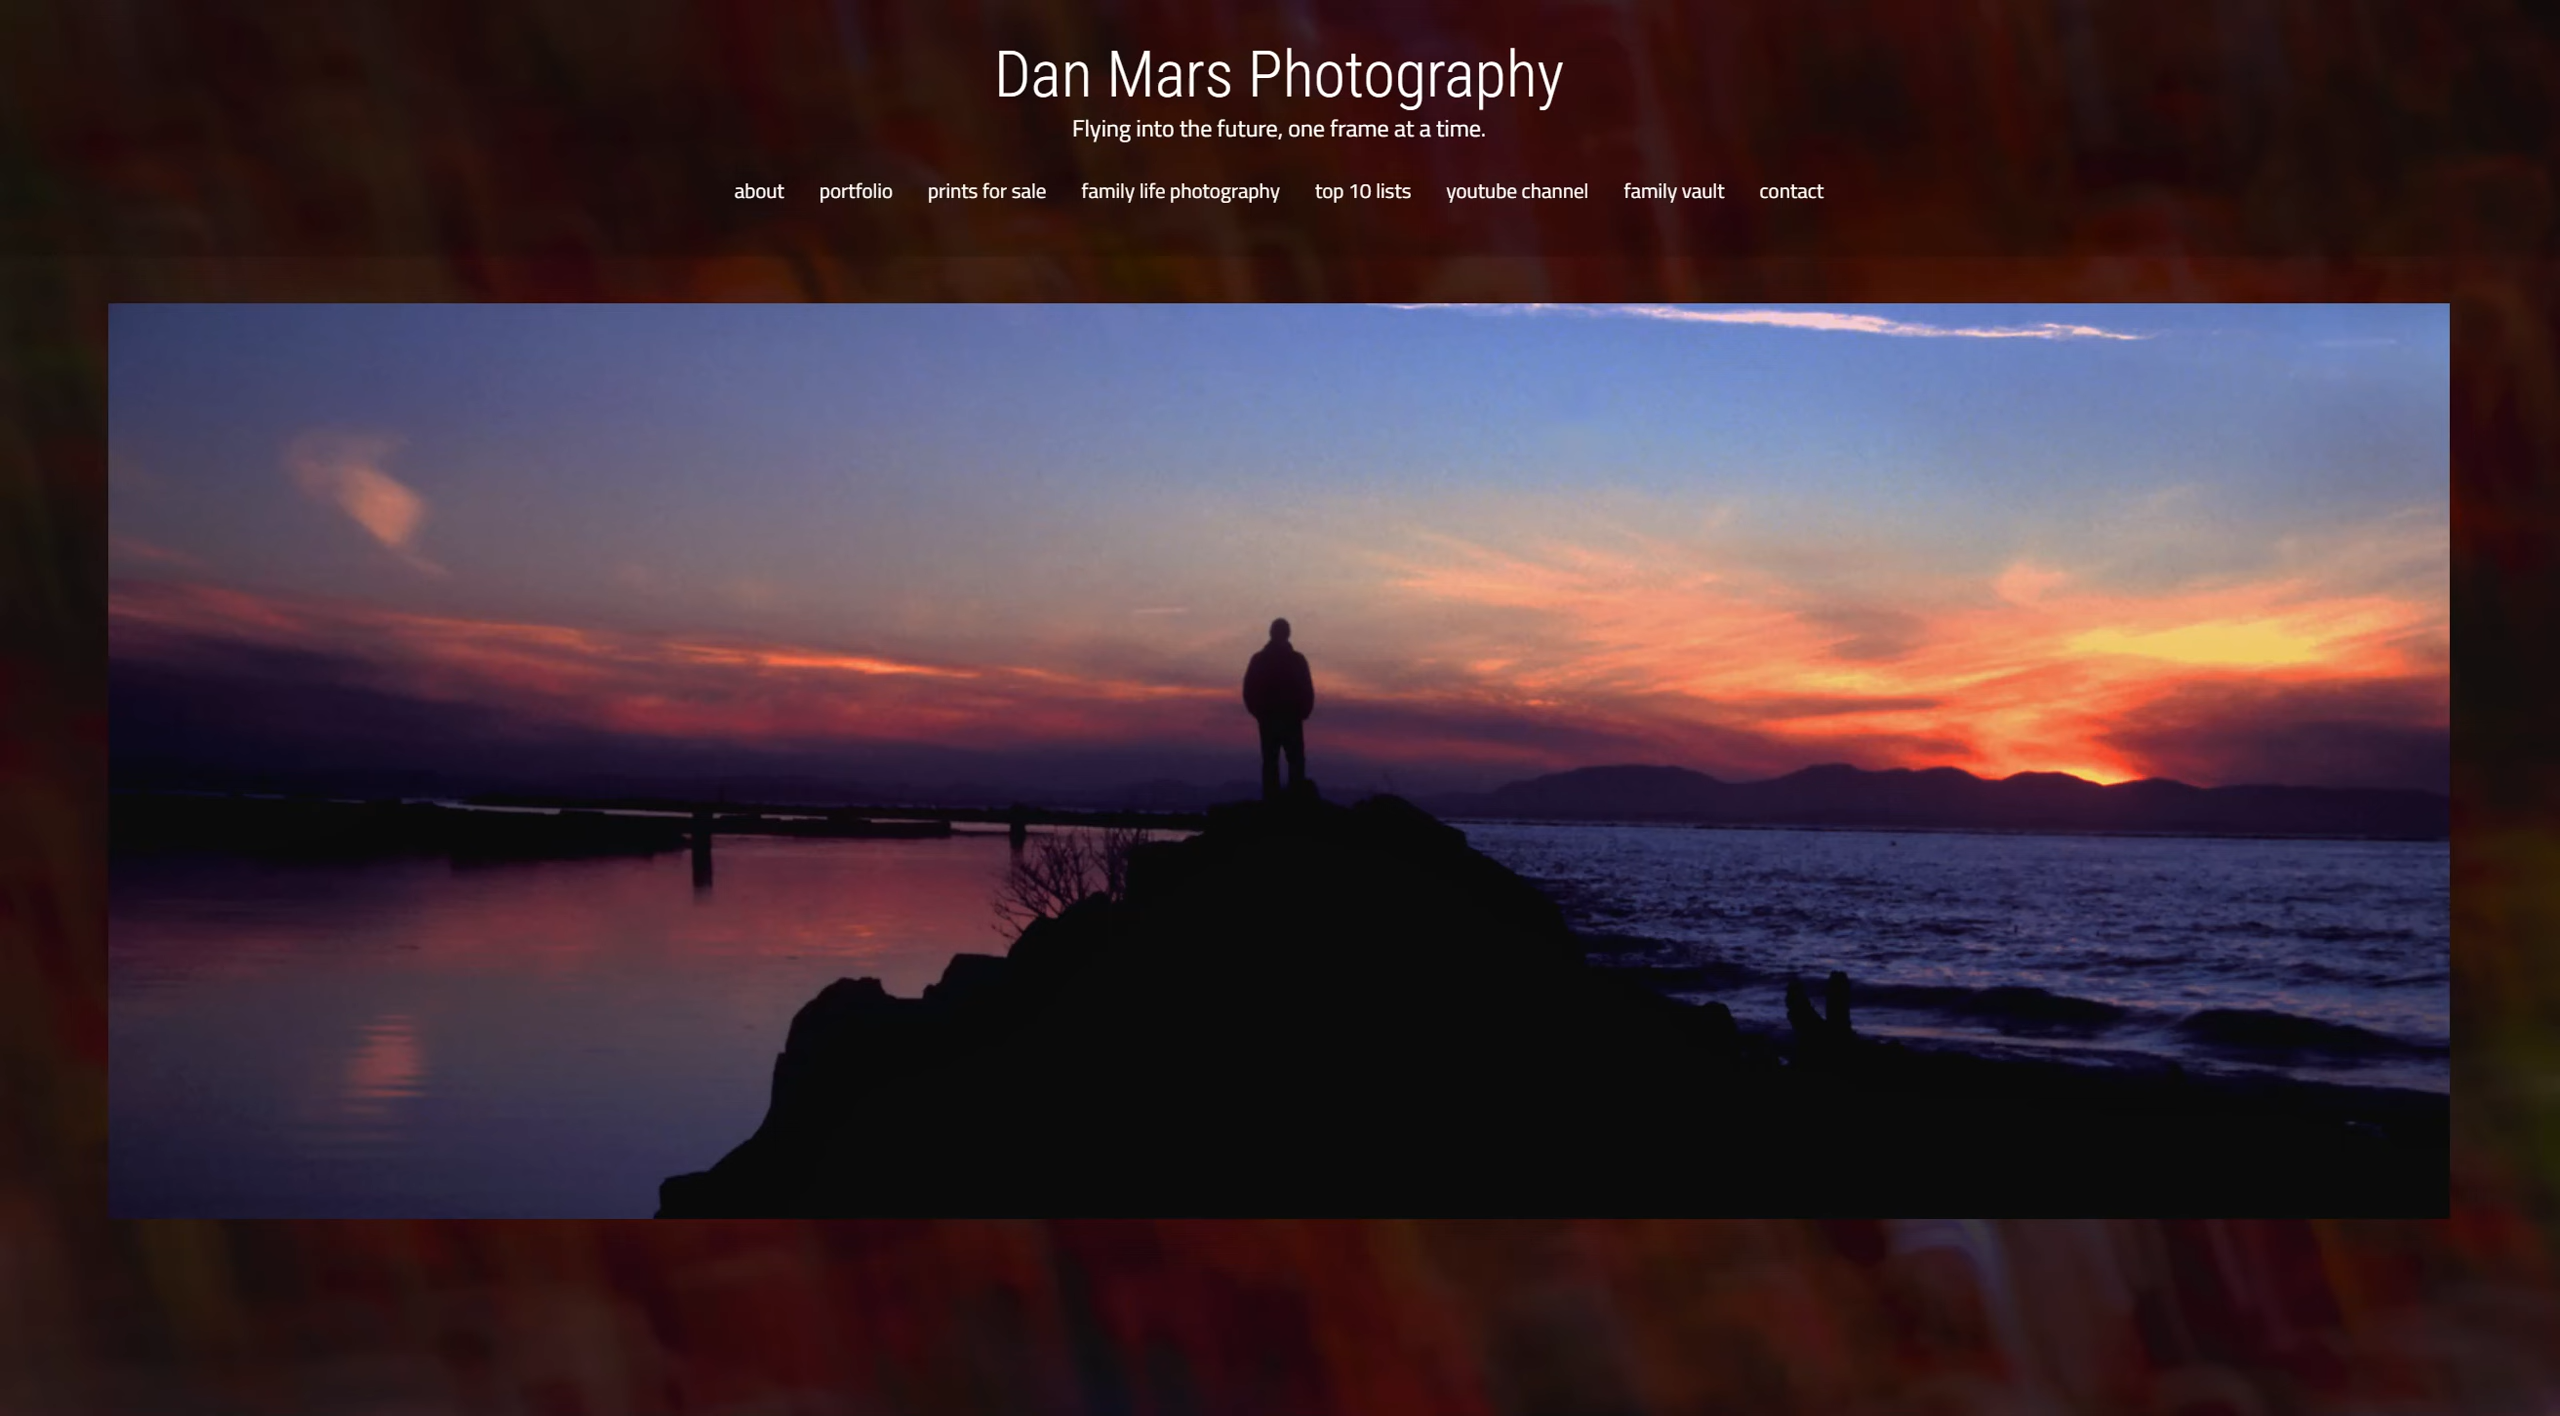 Dan Mars Photography
Flying into the future, one frame at a time.
about portfolio prints for sale family life photography top 10 lists youtube channel family vault contact